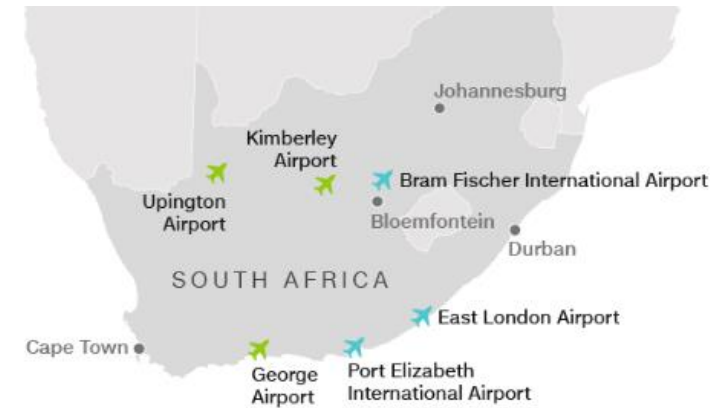 Johannesburg
Kimberley
Airport
Bram Fischer International Airport
Upington
Airport
Bloemfontein
Durban
SOUTH AFRICA
East London Airport
Cape Town
George
Airport
Port Elizabeth
International Airport